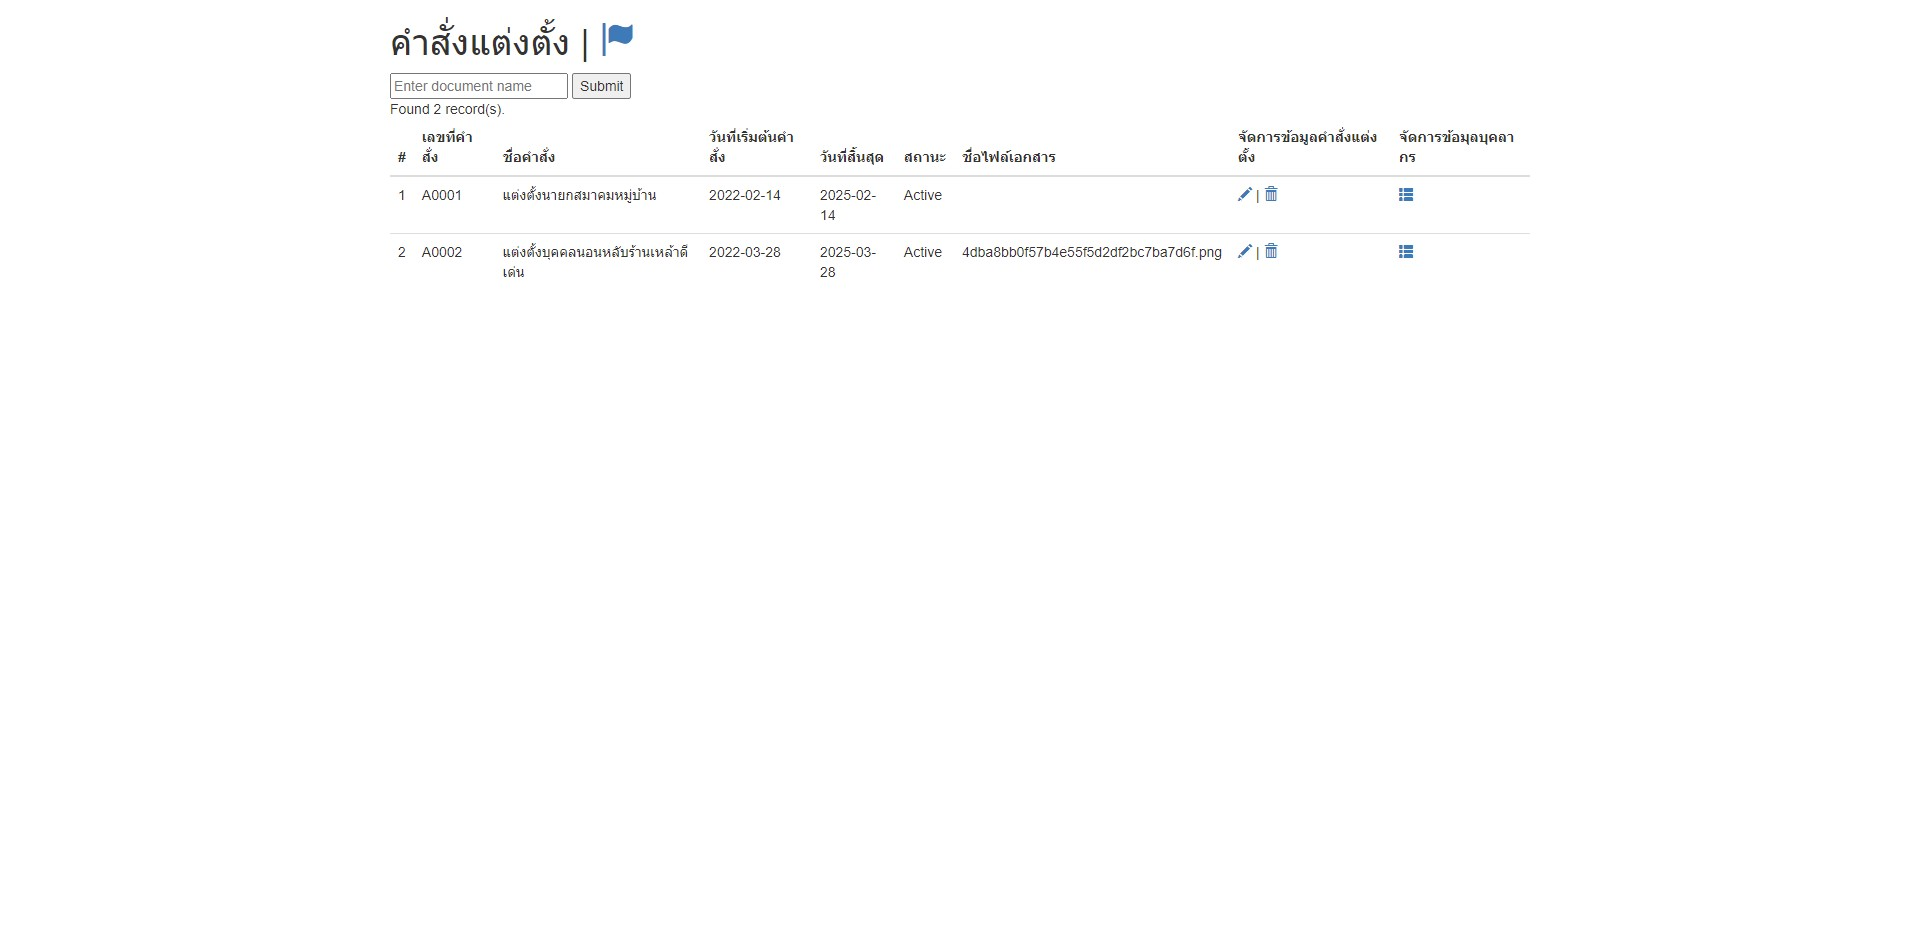 คำสั่งแต่งตั้ง |
Enter document name Submit
Found 2 record(s).
# เลขที่คำสั่ง ชื่อคำสั่ง วันที่เริ่มต้นคำสั่ง วันที่สิ้นสุด สถานะ ชื่อไฟล์เอกสาร จัดการข้อมูลคำสั่งแต่งตั้ง จัดการข้อมุลบุคลากร
1 A0001 แต่งตั้งนายกสมาคมหมู่บ้าน 2022-02-14 2025-02-14 Active |
2 A0002 แต่งตั้งบุคคลนอนหลับร้านเหล้าดีเด่น 2022-03-28 2025-03-28 Active 4dba8bb0f57b4e55f5d2df2bc7ba7d6f.png |